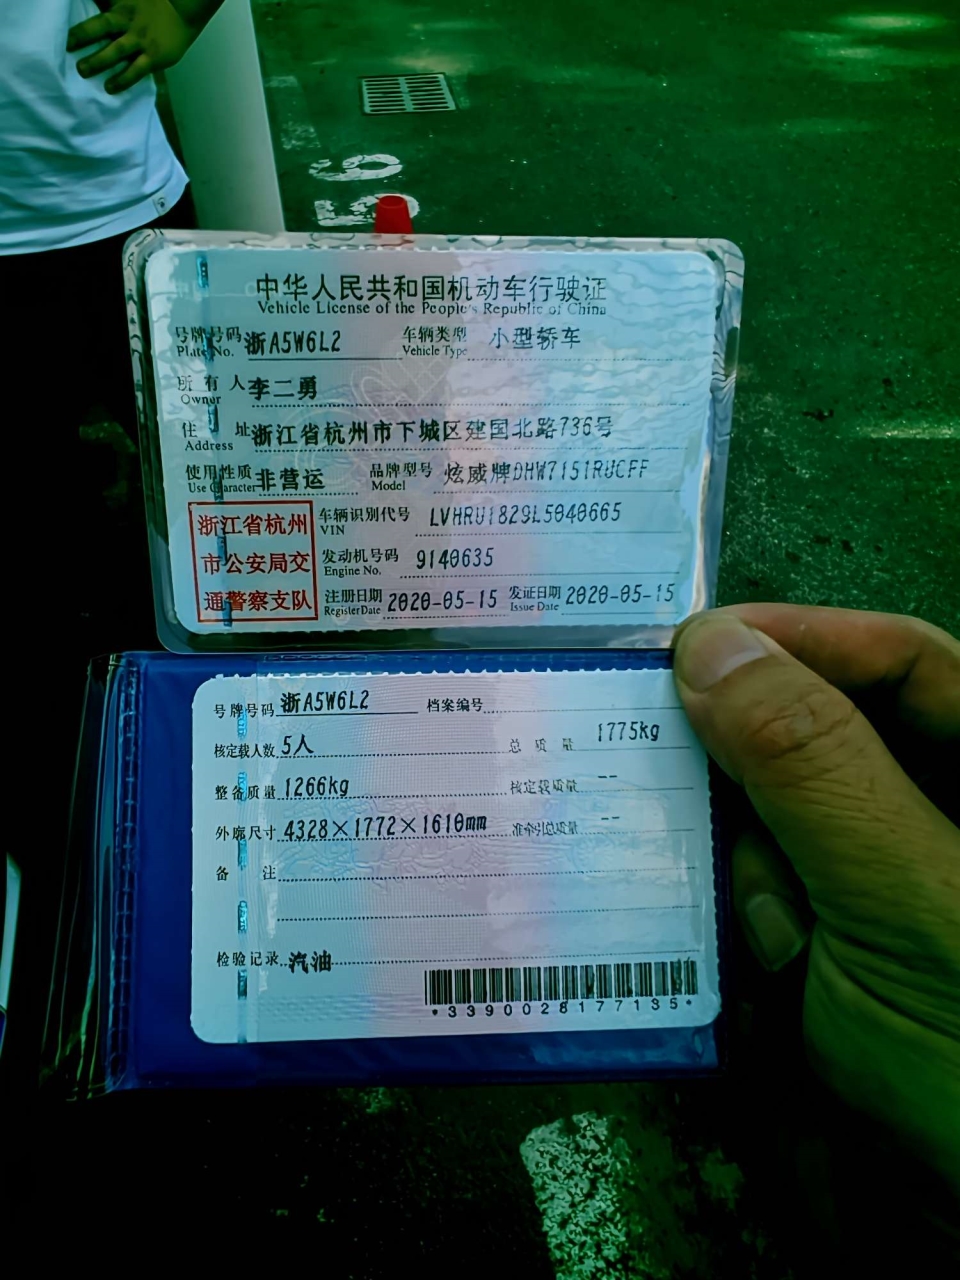 15
中华人民共和国机动车行驶证
Vehicle License of the People's Republic of China
号牌号码 浙A5W6L2 车辆类型 小型轿车
Plate No. Vehicle Type
所有人 李二勇
Owner
住址 浙江省杭州市下城区建国北路736号
Address
使用性质 非营运 品牌型号 炫威牌DHW7151RUCFF
Use Character Model
浙江省杭州
市公安局交
通警察支队
车辆识别代号 LVHRU1829L5040665
VIN
发动机号码 9140635
Engine No.
注册日期 2020-05-15 发证日期 2020-05-15
Register Date Issue Date
号牌号码 浙A5W6L2 档案编号
核定载人数 5人 总质量 1775kg
整备质量 1266kg 核定载质量 --
外廓尺寸 4328×1772×1610mm 准牵引总质量 --
备注
检验记录 汽油
*3390028177135*